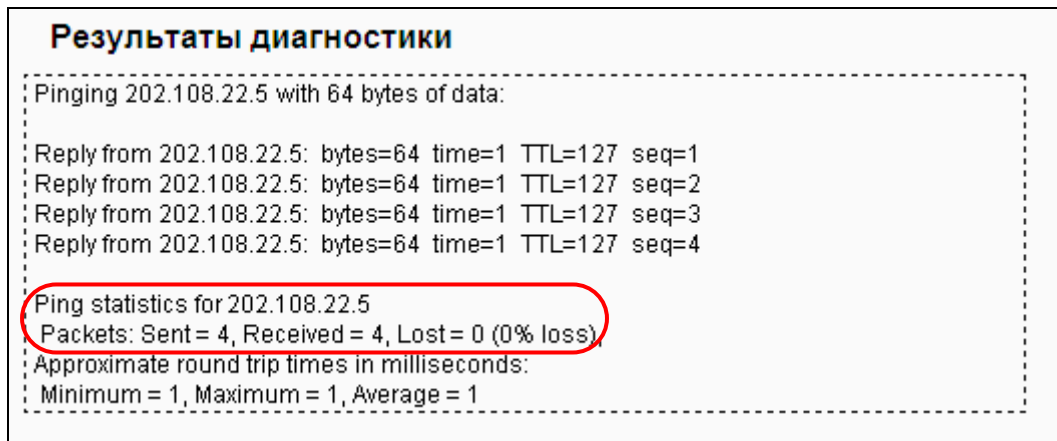 Результаты диагностики
Pinging 202.108.22.5 with 64 bytes of data:
Reply from 202.108.22.5: bytes=64 time=1 TTL=127 seq=1
Reply from 202.108.22.5: bytes=64 time=1 TTL=127 seq=2
Reply from 202.108.22.5: bytes=64 time=1 TTL=127 seq=3
Reply from 202.108.22.5: bytes=64 time=1 TTL=127 seq=4
Ping statistics for 202.108.22.5
Packets: Sent = 4, Received = 4, Lost = 0 (0% loss),
Approximate round trip times in milliseconds:
Minimum = 1, Maximum = 1, Average = 1